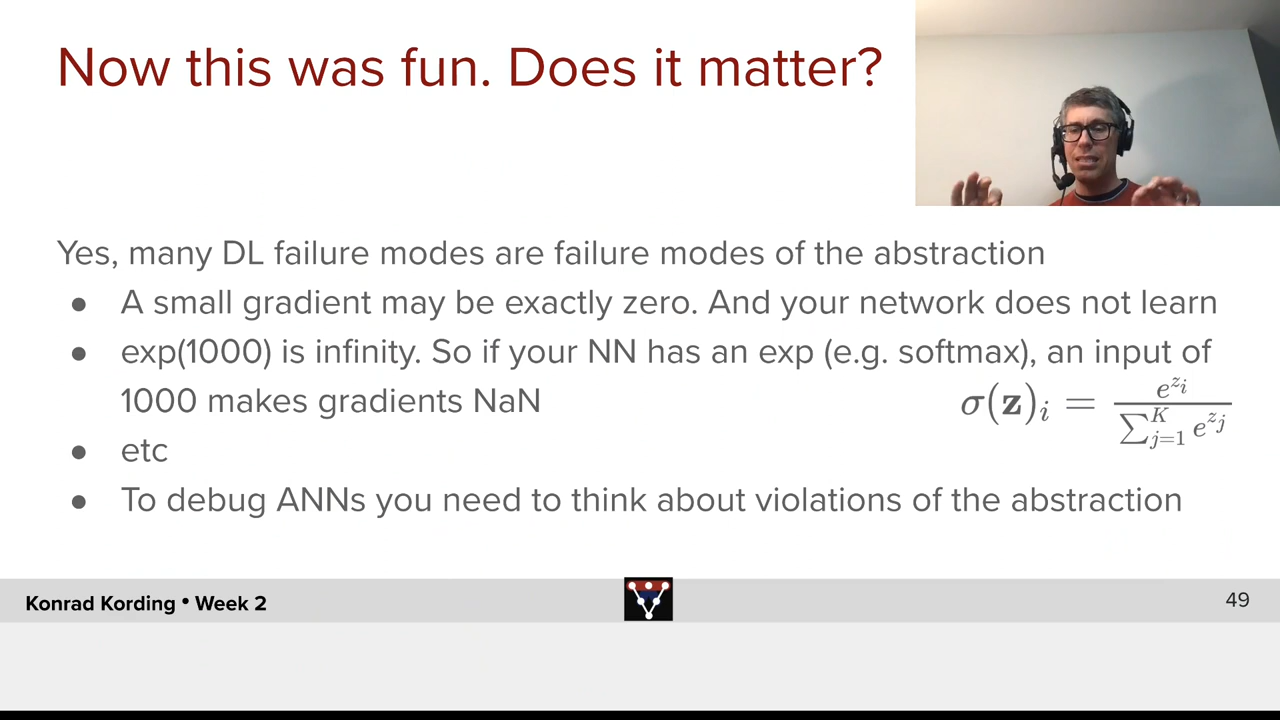 Now this was fun. Does it matter?
Yes, many DL failure modes are failure modes of the abstraction
● A small gradient may be exactly zero. And your network does not learn
● exp(1000) is infinity. So if your NN has an exp (e.g. softmax), an input of
1000 makes gradients NaN
σ(𝐳)ᵢ = e^{z_i} / ∑_{j=1}^{K} e^{z_j}
● etc
● To debug ANNs you need to think about violations of the abstraction
Konrad Kording • Week 2
49